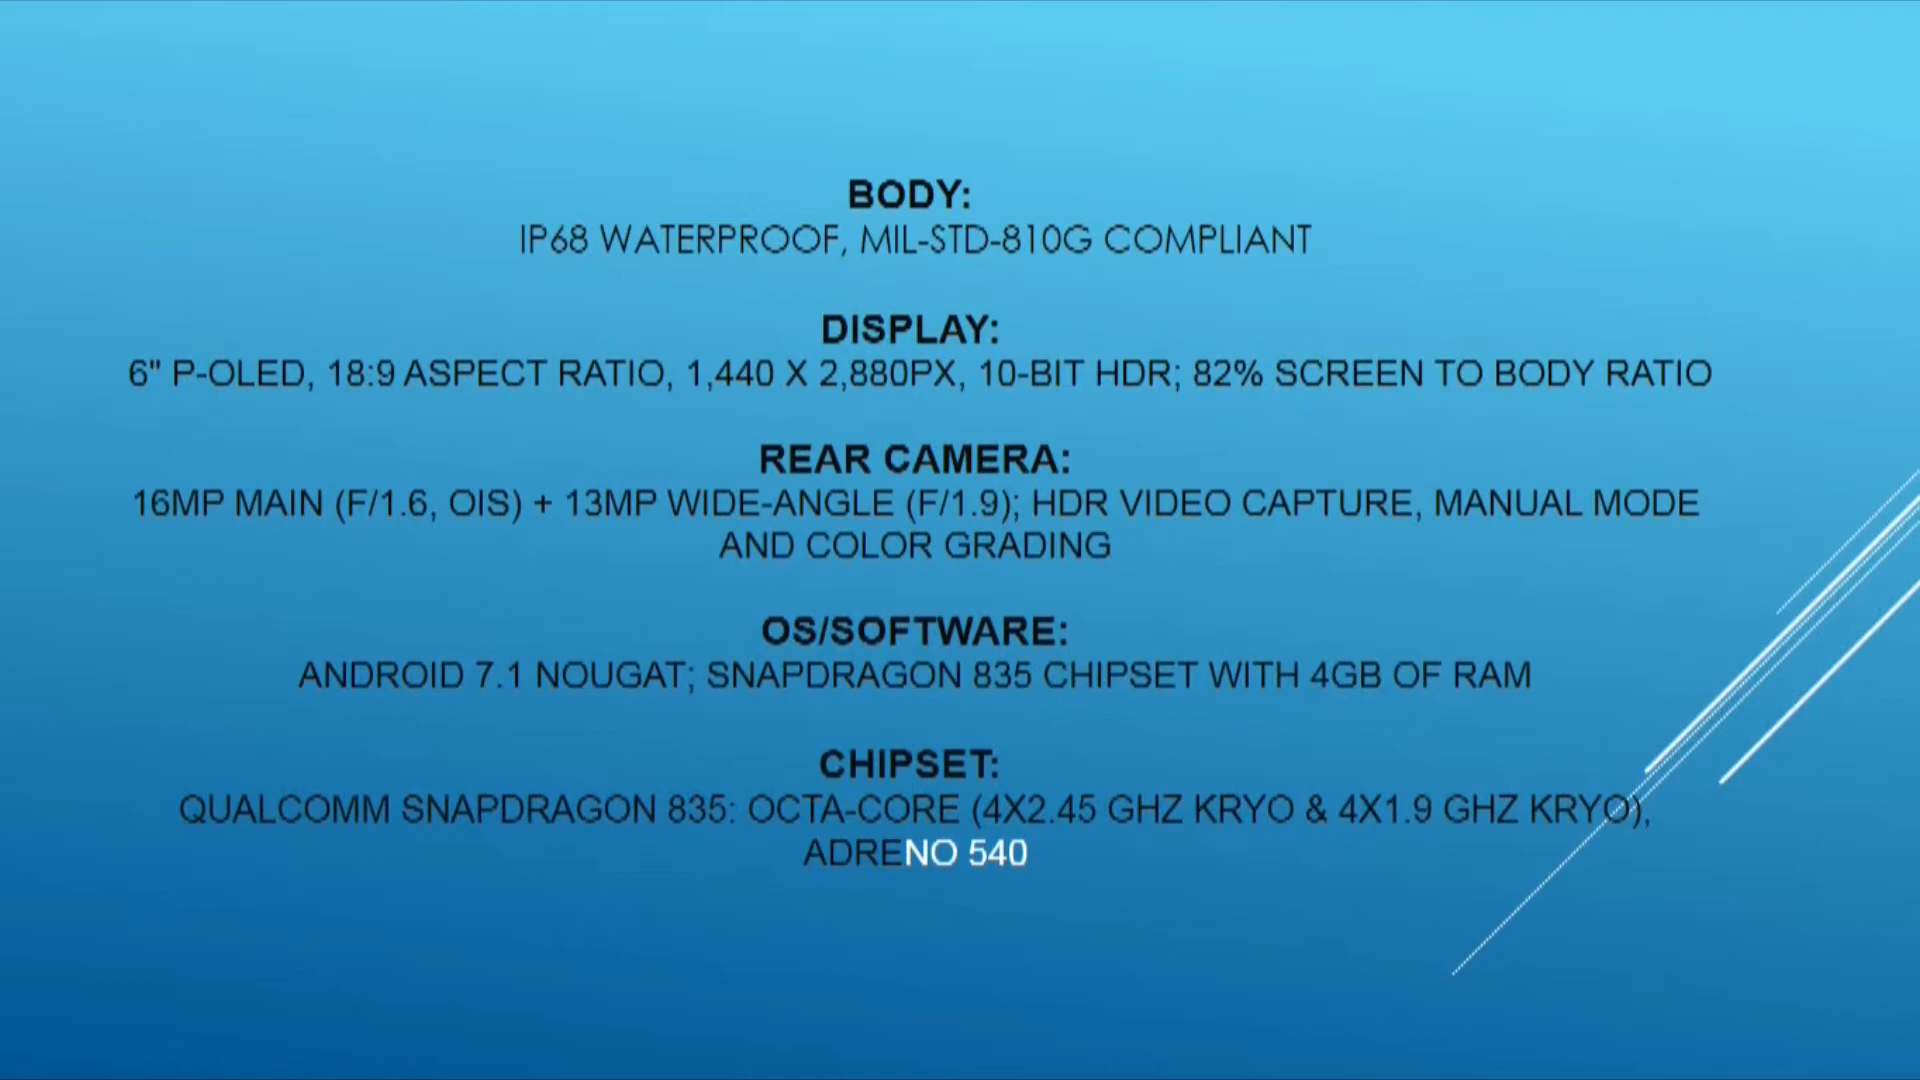 BODY:
IP68 WATERPROOF, MIL-STD-810G COMPLIANT
DISPLAY:
6" P-OLED, 18:9 ASPECT RATIO, 1,440 X 2,880PX, 10-BIT HDR; 82% SCREEN TO BODY RATIO
REAR CAMERA:
16MP MAIN (F/1.6, OIS) + 13MP WIDE-ANGLE (F/1.9); HDR VIDEO CAPTURE, MANUAL MODE
AND COLOR GRADING
OS/SOFTWARE:
ANDROID 7.1 NOUGAT; SNAPDRAGON 835 CHIPSET WITH 4GB OF RAM
CHIPSET:
QUALCOMM SNAPDRAGON 835: OCTA-CORE (4X2.45 GHZ KRYO & 4X1.9 GHZ KRYO),
ADRENO 540